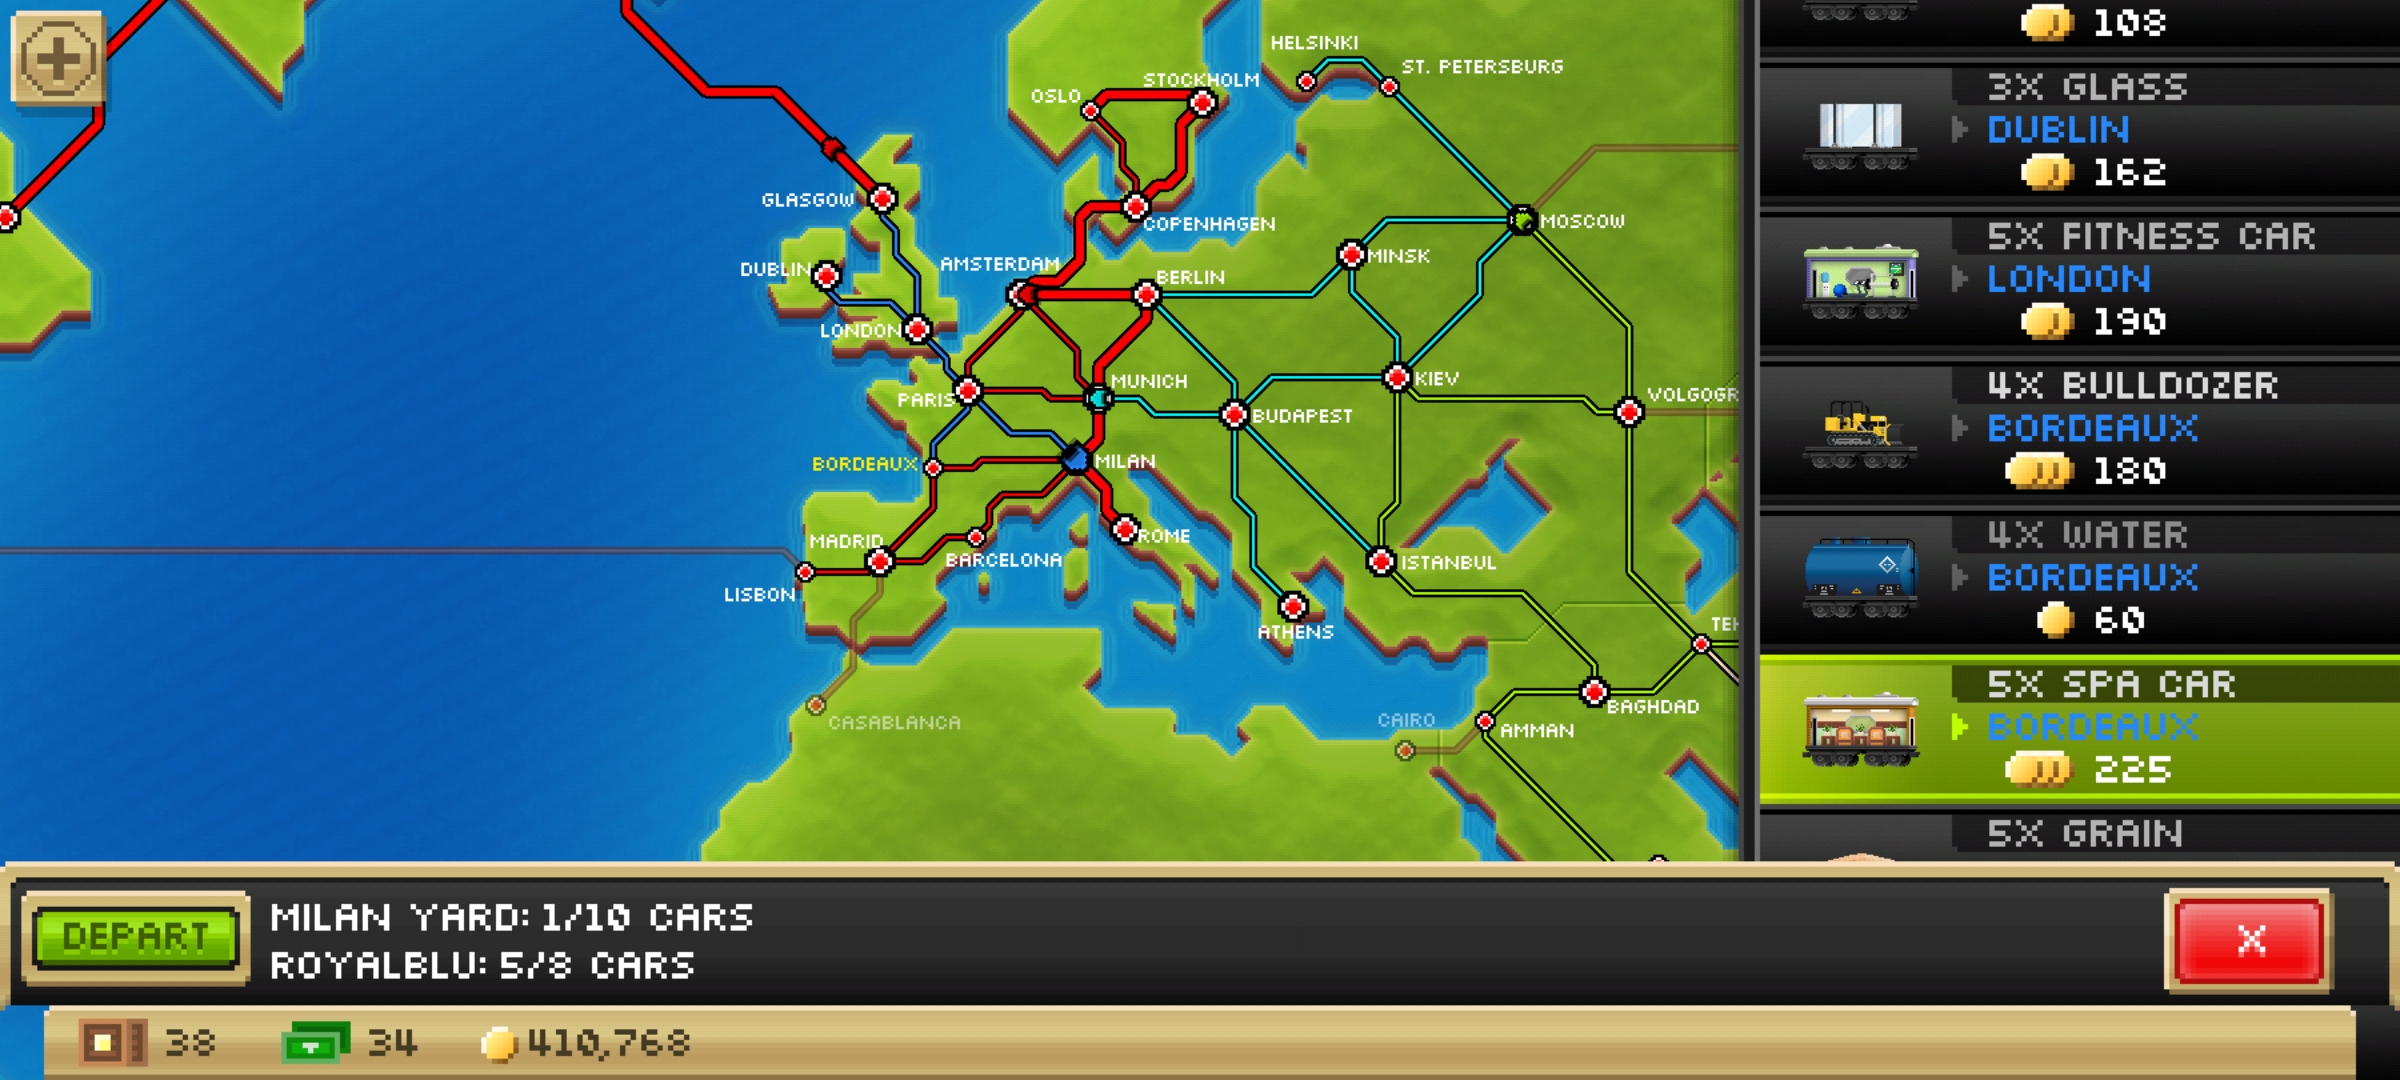 HELSINKI
ST. PETERSBURG
STOCKHOLM
OSLO
GLASGOW
COPENHAGEN
MOSCOW
DUBLIN
AMSTERDAM
BERLIN
MINSK
LONDON
PARIS
MUNICH
KIEV
VOLGOGR
BUDAPEST
BORDEAUX
MILAN
MADRID
BARCELONA
ROME
ISTANBUL
LISBON
ATHENS
TEH
CASABLANCA
CAIRO
AMMAN
BAGHDAD
108
3X GLASS
DUBLIN
162
5X FITNESS CAR
LONDON
190
4X BULLDOZER
BORDEAUX
180
4X WATER
BORDEAUX
60
5X SPA CAR
BORDEAUX
225
5X GRAIN
DEPART
MILAN YARD: 1/10 CARS
ROYALBLU: 5/8 CARS
X
38
34
410,768